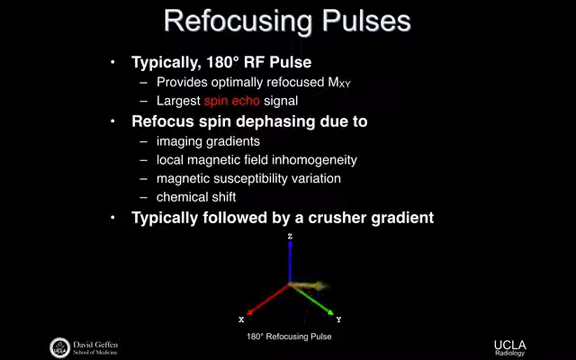 Refocusing Pulses
• Typically, 180° RF Pulse
– Provides optimally refocused MXY
– Largest spin echo signal
• Refocus spin dephasing due to
– imaging gradients
– local magnetic field inhomogeneity
– magnetic susceptibility variation
– chemical shift
• Typically followed by a crusher gradient
Z
X
Y
180° Refocusing Pulse
UCLA
David Geffen
School of Medicine
UCLA
Radiology